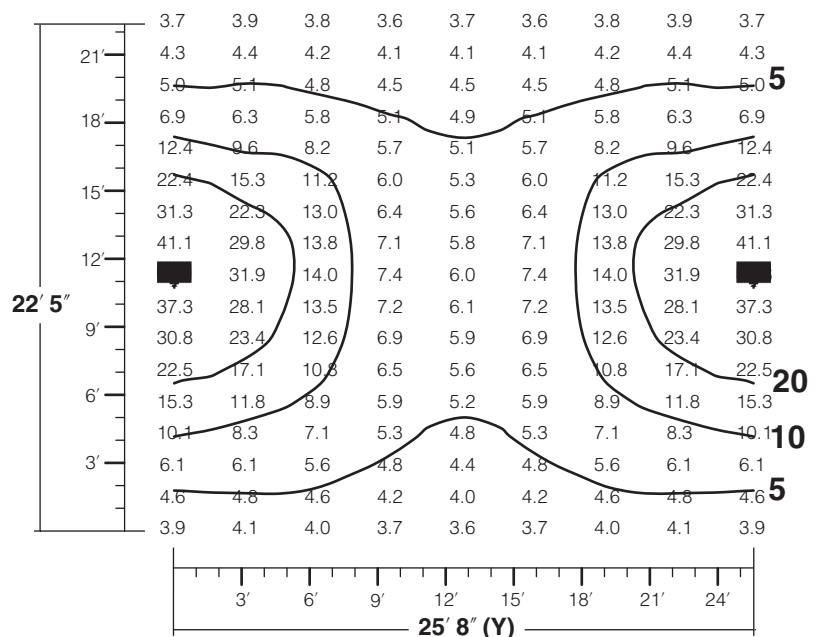 3.7 3.9 3.8 3.6 3.7 3.6 3.8 3.9 3.7
21′ 4.3 4.4 4.2 4.1 4.1 4.1 4.2 4.4 4.3
5.0 5.1 4.8 4.5 4.5 4.5 4.8 5.1 5.0 5
18′ 6.9 6.3 5.8 5.1 4.9 5.1 5.8 6.3 6.9
12.4 9.6 8.2 5.7 5.1 5.7 8.2 9.6 12.4
15′ 22.4 15.3 11.2 6.0 5.3 6.0 11.2 15.3 22.4
31.3 22.3 13.0 6.4 5.6 6.4 13.0 22.3 31.3
12′ 41.1 29.8 13.8 7.1 5.8 7.1 13.8 29.8 41.1
31.9 14.0 7.4 6.0 7.4 14.0 31.9
22′ 5″ 37.3 28.1 13.5 7.2 6.1 7.2 13.5 28.1 37.3
9′ 30.8 23.4 12.6 6.9 5.9 6.9 12.6 23.4 30.8
22.5 17.1 10.8 6.5 5.6 6.5 10.8 17.1 22.5 20
6′ 15.3 11.8 8.9 5.9 5.2 5.9 8.9 11.8 15.3
10.1 8.3 7.1 5.3 4.8 5.3 7.1 8.3 10.1 10
3′ 6.1 6.1 5.6 4.8 4.4 4.8 5.6 6.1 6.1
4.6 4.8 4.6 4.2 4.0 4.2 4.6 4.8 4.6 5
3.9 4.1 4.0 3.7 3.6 3.7 4.0 4.1 3.9
3′ 6′ 9′ 12′ 15′ 18′ 21′ 24′
25′ 8″ (Y)